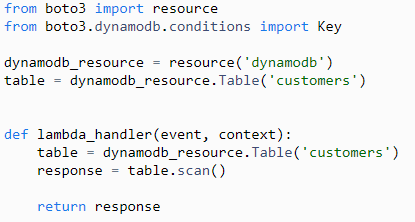 from boto3 import resource
from boto3.dynamodb.conditions import Key
dynamodb_resource = resource('dynamodb')
table = dynamodb_resource.Table('customers')
def lambda_handler(event, context):
    table = dynamodb_resource.Table('customers')
    response = table.scan()
    return response